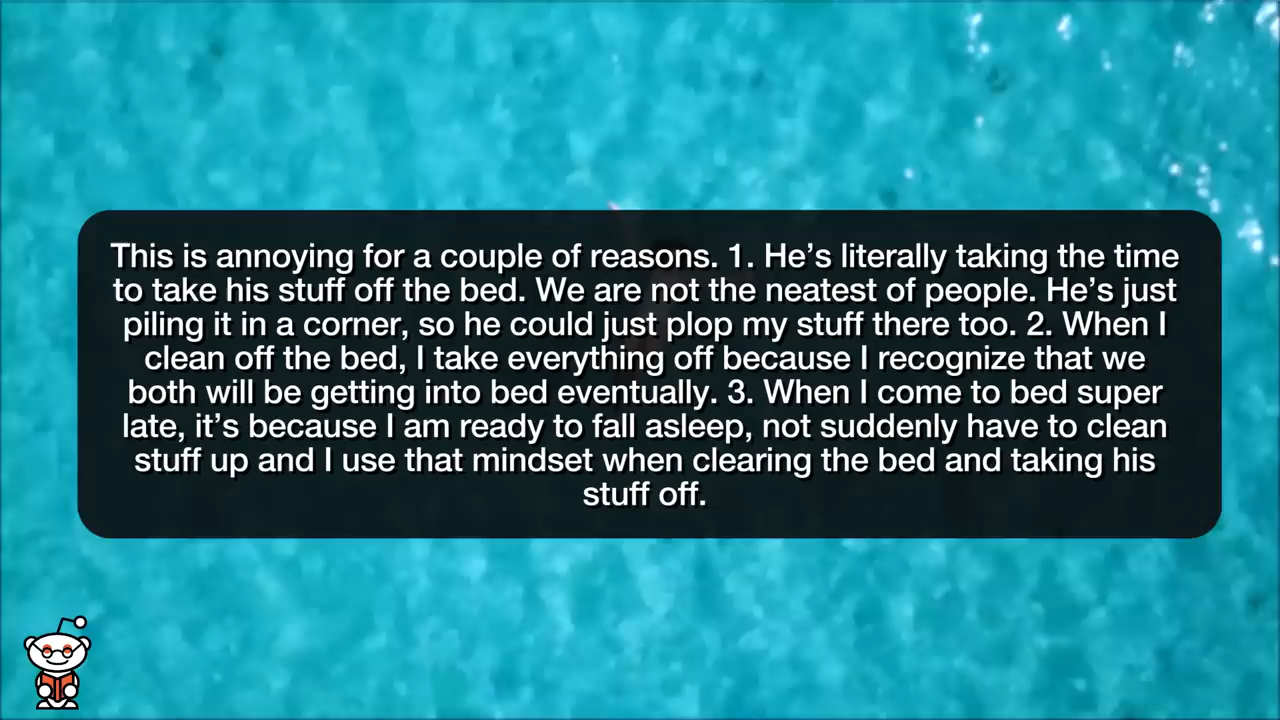 This is annoying for a couple of reasons. 1. He’s literally taking the time
to take his stuff off the bed. We are not the neatest of people. He’s just
piling it in a corner, so he could just plop my stuff there too. 2. When I
clean off the bed, I take everything off because I recognize that we
both will be getting into bed eventually. 3. When I come to bed super
late, it’s because I am ready to fall asleep, not suddenly have to clean
stuff up and I use that mindset when clearing the bed and taking his
stuff off.